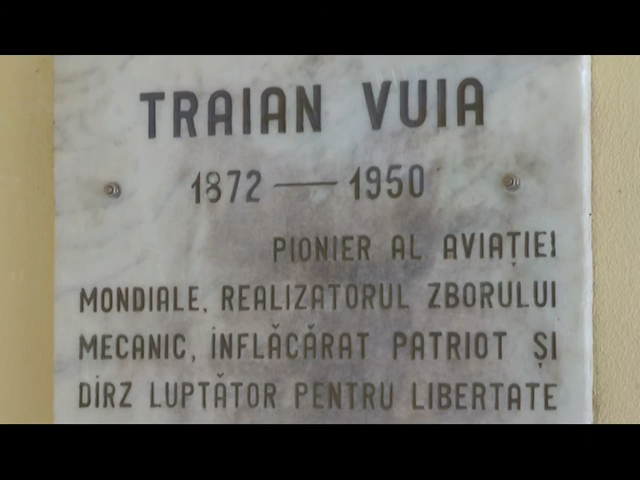 TRAIAN VUIA
1872 — 1950
PIONIER AL AVIAȚIEI
MONDIALE, REALIZATORUL ZBORULUI
MECANIC, ÎNFLĂCĂRAT PATRIOT ȘI
DÎRZ LUPTĂTOR PENTRU LIBERTATE